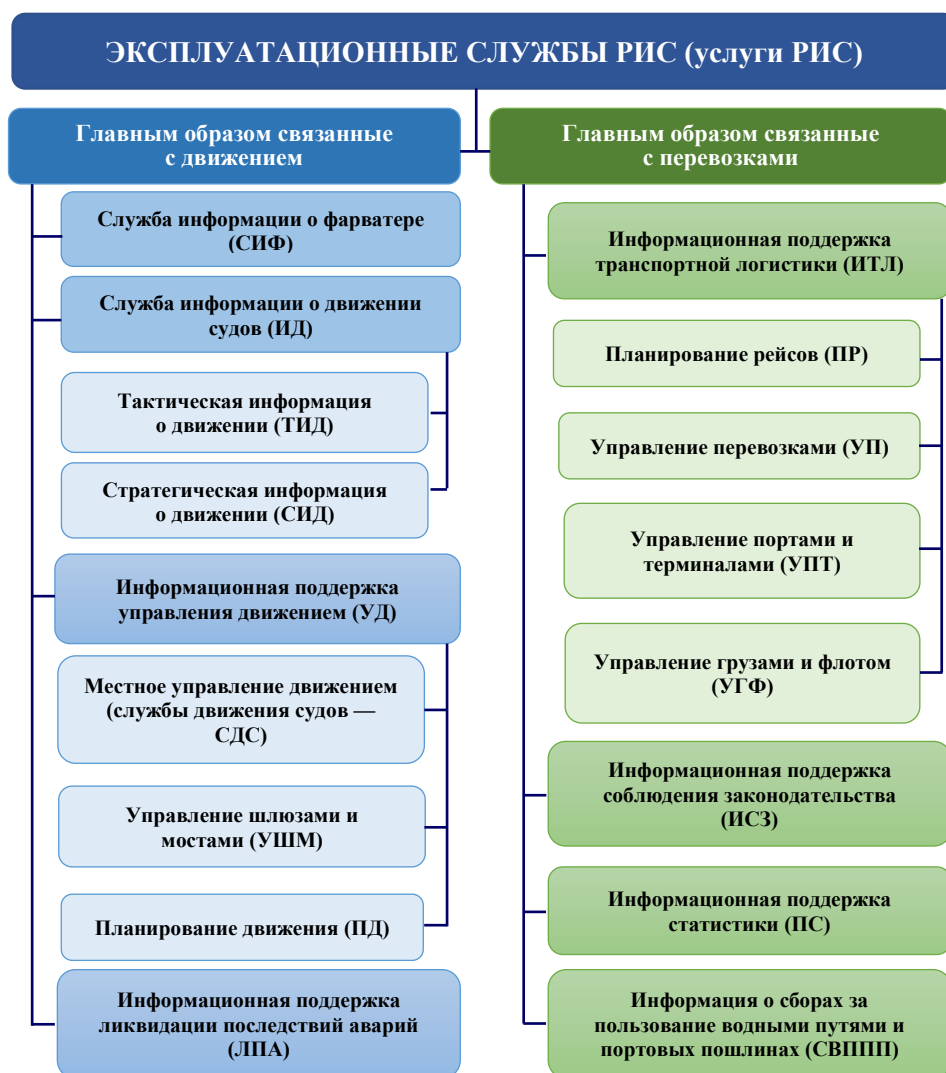 ЭКСПЛУАТАЦИОННЫЕ СЛУЖБЫ РИС (услуги РИС)
Главным образом связанные
с движением
Служба информации о фарватере
(СИФ)
Служба информации о движении
судов (ИД)
Тактическая информация
о движении (ТИД)
Стратегическая информация
о движении (СИД)
Информационная поддержка
управления движением (УД)
Местное управление движением
(службы движения судов —
СДС)
Управление шлюзами и
мостами (УШМ)
Планирование движения (ПД)
Информационная поддержка
ликвидации последствий аварий
(ЛПА)
Главным образом связанные
с перевозками
Информационная поддержка
транспортной логистики (ИТЛ)
Планирование рейсов (ПР)
Управление перевозками (УП)
Управление портами и
терминалами (УПТ)
Управление грузами и флотом
(УГФ)
Информационная поддержка
соблюдения законодательства
(ИСЗ)
Информационная поддержка
статистики (ПС)
Информация о сборах за
пользование водными путями и
портовых пошлинах (СВППП)